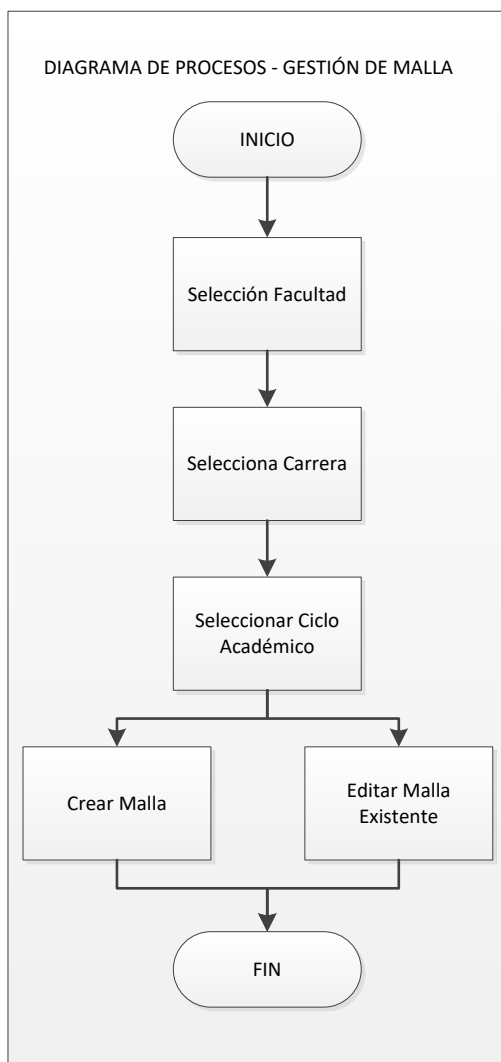 DIAGRAMA DE PROCESOS - GESTIÓN DE MALLA
INICIO
Selección Facultad
Selecciona Carrera
Seleccionar Ciclo
Académico
Crear Malla
Editar Malla
Existente
FIN